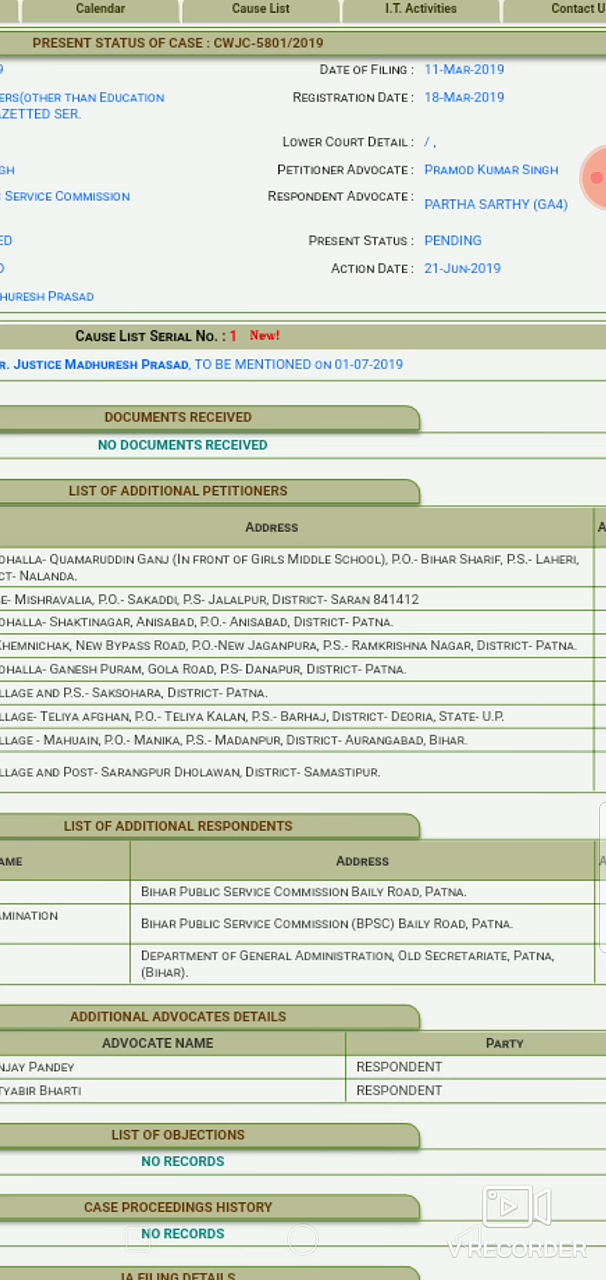 Calendar Cause List I.T. Activities Contact U
PRESENT STATUS OF CASE : CWJC-5801/2019
9 DATE OF FILING : 11-MAR-2019
ERS(OTHER THAN EDUCATION REGISTRATION DATE : 18-MAR-2019
AZETTED SER.
LOWER COURT DETAIL : / ,
GH PETITIONER ADVOCATE : PRAMOD KUMAR SINGH
C SERVICE COMMISSION RESPONDENT ADVOCATE : PARTHA SARTHY (GA4)
ED PRESENT STATUS : PENDING
D ACTION DATE : 21-JUN-2019
HURESH PRASAD
CAUSE LIST SERIAL NO. : 1 New!
R. JUSTICE MADHURESH PRASAD, TO BE MENTIONED ON 01-07-2019
DOCUMENTS RECEIVED
NO DOCUMENTS RECEIVED
LIST OF ADDITIONAL PETITIONERS
ADDRESS A
OHALLA- QUAMARUDDIN GANJ (IN FRONT OF GIRLS MIDDLE SCHOOL), P.O.- BIHAR SHARIF, P.S.- LAHERI,
CT- NALANDA.
E- MISHRAVALIA, P.O.- SAKADDI, P.S- JALALPUR, DISTRICT- SARAN 841412
OHALLA- SHAKTINAGAR, ANISABAD, P.O.- ANISABAD, DISTRICT- PATNA.
KHEMNICHAK, NEW BYPASS ROAD, P.O.-NEW JAGANPURA, P.S.- RAMKRISHNA NAGAR, DISTRICT- PATNA.
OHALLA- GANESH PURAM, GOLA ROAD, P.S- DANAPUR, DISTRICT- PATNA.
LLAGE AND P.S.- SAKSOHARA, DISTRICT- PATNA.
LLAGE- TELIYA AFGHAN, P.O.- TELIYA KALAN, P.S.- BARHAJ, DISTRICT- DEORIA, STATE- U.P.
LLAGE - MAHUAIN, P.O.- MANIKA, P.S.- MADANPUR, DISTRICT- AURANGABAD, BIHAR.
LLAGE AND POST- SARANGPUR DHOLAWAN, DISTRICT- SAMASTIPUR.
LIST OF ADDITIONAL RESPONDENTS
AME ADDRESS A
BIHAR PUBLIC SERVICE COMMISSION BAILY ROAD, PATNA.
AMINATION BIHAR PUBLIC SERVICE COMMISSION (BPSC) BAILY ROAD, PATNA.
DEPARTMENT OF GENERAL ADMINISTRATION, OLD SECRETARIATE, PATNA,
(BIHAR).
ADDITIONAL ADVOCATES DETAILS
ADVOCATE NAME PARTY
NJAY PANDEY RESPONDENT
TYABIR BHARTI RESPONDENT
LIST OF OBJECTIONS
NO RECORDS
CASE PROCEEDINGS HISTORY
NO RECORDS
V RECORDER
IA FILING DETAILS